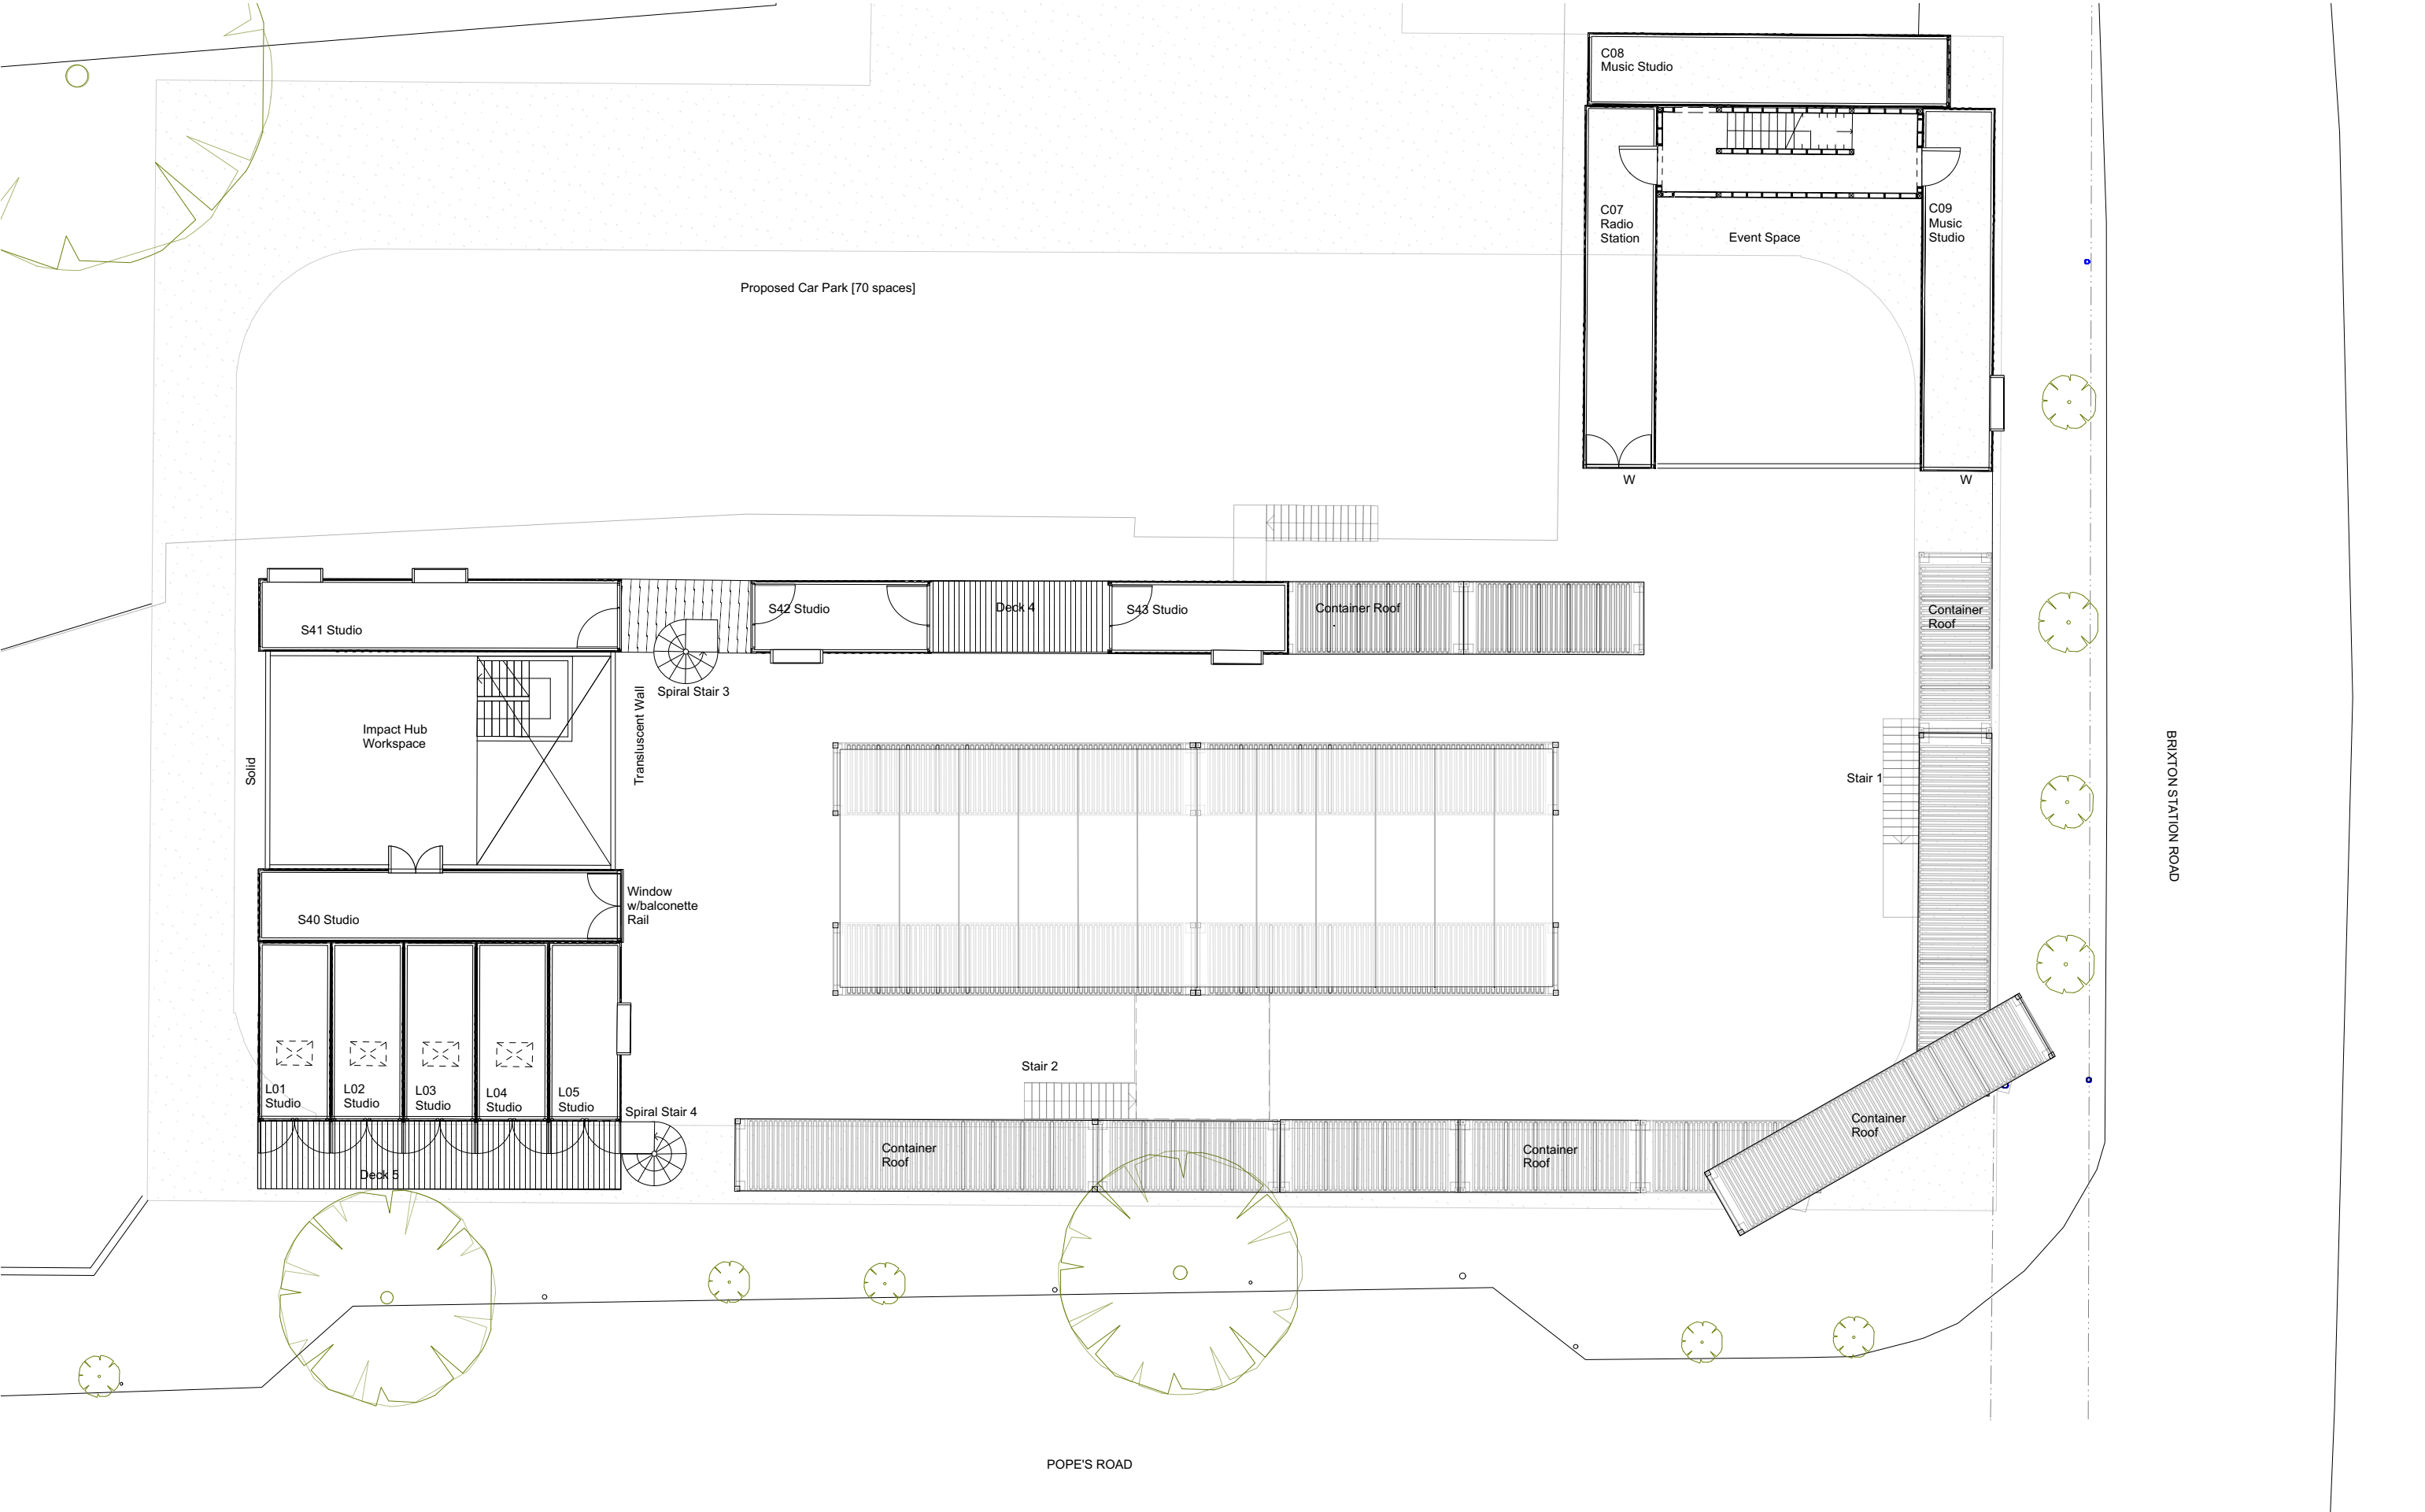 C08
Music Studio
C07
Radio
Station
Event Space
C09
Music
Studio
Proposed Car Park [70 spaces]
W
W
S41 Studio
S42 Studio
Deck 4
S43 Studio
Container Roof
Container
Roof
Spiral Stair 3
Transluscent Wall
Impact Hub
Workspace
Solid
Stair 1
BRIXTON STATION ROAD
Window
w/balconette
Rail
S40 Studio
Stair 2
L01
Studio
L02
Studio
L03
Studio
L04
Studio
L05
Studio
Spiral Stair 4
Deck 5
Container
Roof
Container
Roof
Container
Roof
POPE'S ROAD